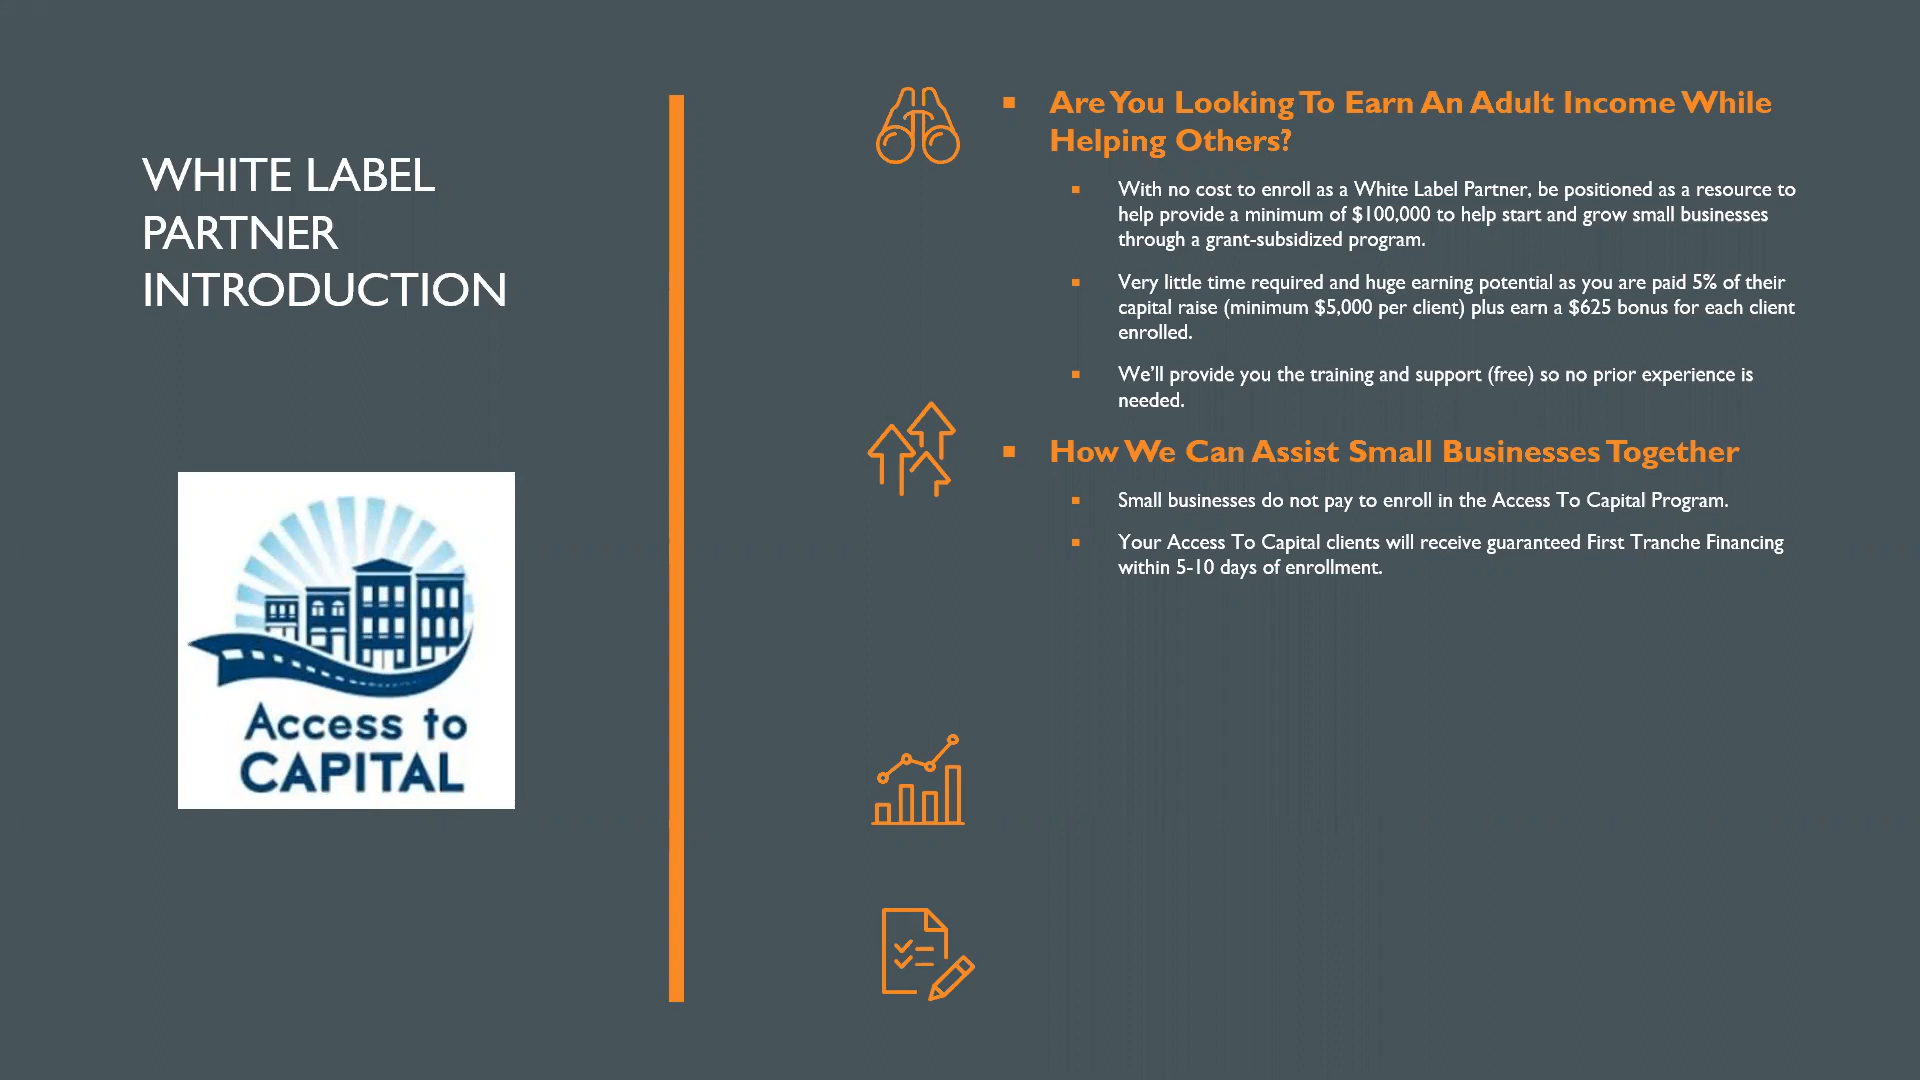 WHITE LABEL
PARTNER
INTRODUCTION
Access to
CAPITAL
Are You Looking To Earn An Adult Income While
Helping Others?
With no cost to enroll as a White Label Partner, be positioned as a resource to
help provide a minimum of $100,000 to help start and grow small businesses
through a grant-subsidized program.
Very little time required and huge earning potential as you are paid 5% of their
capital raise (minimum $5,000 per client) plus earn a $625 bonus for each client
enrolled.
We’ll provide you the training and support (free) so no prior experience is
needed.
How We Can Assist Small Businesses Together
Small businesses do not pay to enroll in the Access To Capital Program.
Your Access To Capital clients will receive guaranteed First Tranche Financing
within 5-10 days of enrollment.